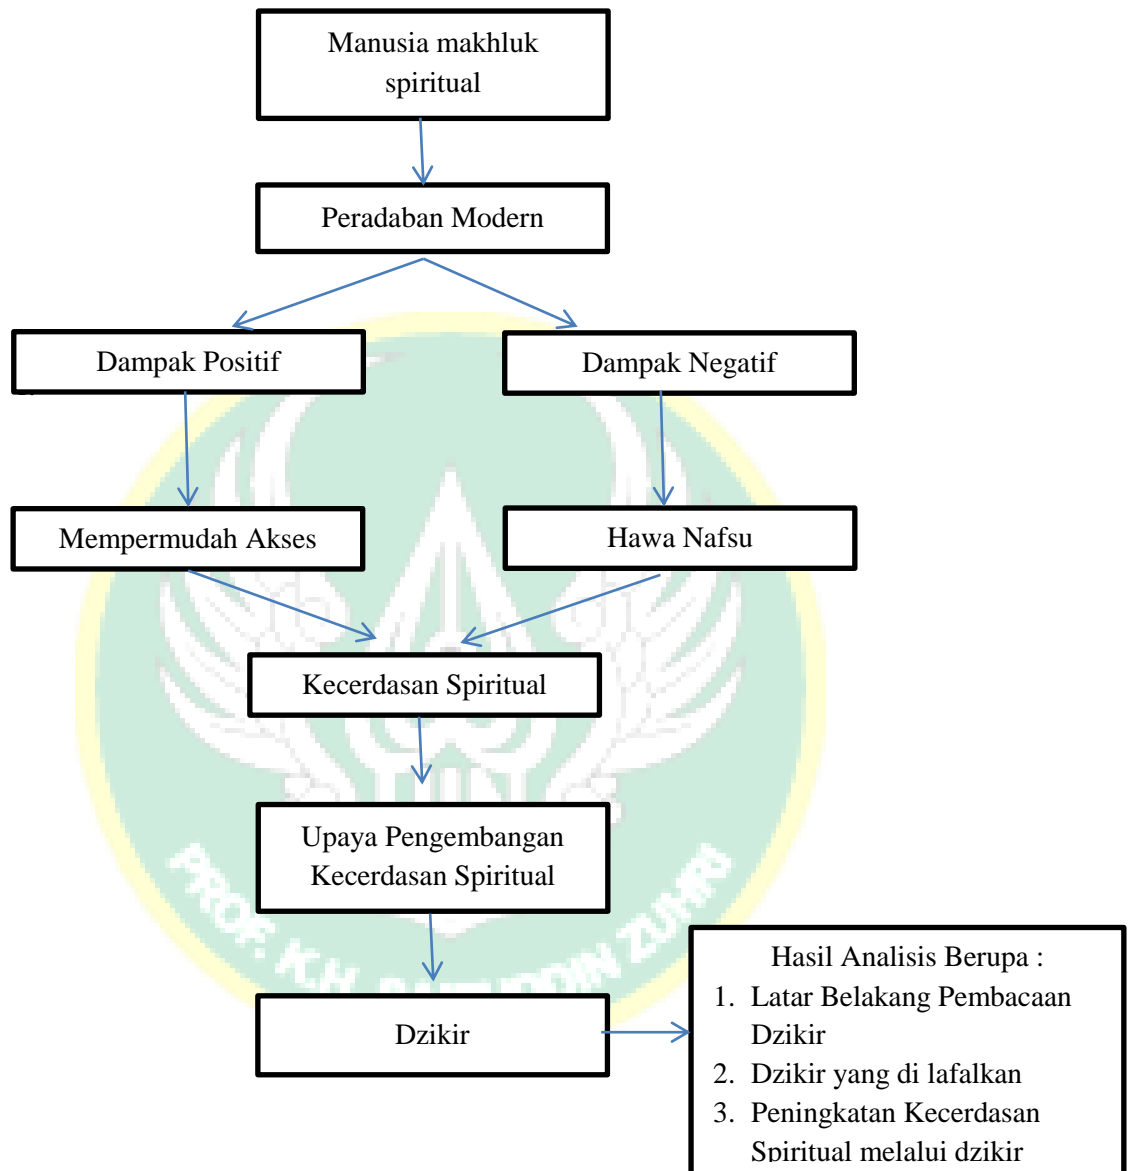 Manusia makhluk
spiritual
Peradaban Modern
Dampak Positif
Dampak Negatif
Mempermudah Akses
Hawa Nafsu
Kecerdasan Spiritual
Upaya Pengembangan
Kecerdasan Spiritual
Dzikir
Hasil Analisis Berupa :
1. Latar Belakang Pembacaan
Dzikir
2. Dzikir yang di lafalkan
3. Peningkatan Kecerdasan
Spiritual melalui dzikir
PROF. K.H.